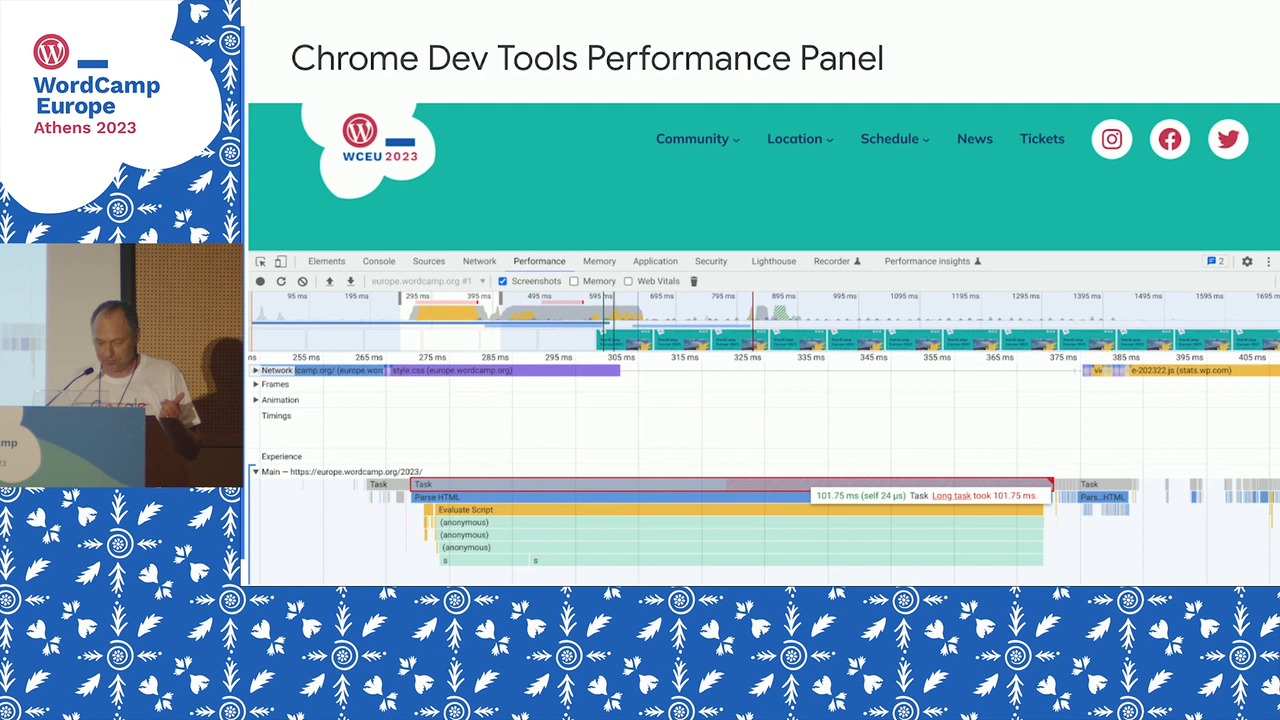 WordCamp
Europe
Athens 2023
Chrome Dev Tools Performance Panel
WCEU 2023
Community
Location
Schedule
News
Tickets
Elements
Console
Sources
Network
Performance
Memory
Application
Security
Lighthouse
Recorder
Performance insights
2
europe.wordcamp.org #1
Screenshots
Memory
Web Vitals
95 ms
195 ms
295 ms
395 ms
495 ms
595 ms
695 ms
795 ms
895 ms
1095 ms
1195 ms
1295 ms
1395 ms
1595 ms
1695 ms
ns
255 ms
265 ms
275 ms
285 ms
295 ms
305 ms
315 ms
325 ms
335 ms
345 ms
355 ms
365 ms
375 ms
385 ms
395 ms
405 ms
Network
style.css (europe.wordcamp.org)
e-202322.js (stats.wp.com)
Frames
Animation
Timings
Experience
Main — https://europe.wordcamp.org/2023/
Task
Task
Task
Parse HTML
101.75 ms (self 24 µs) Task Long task took 101.75 ms.
Pars...HTML
Evaluate Script
(anonymous)
(anonymous)
(anonymous)
s
s